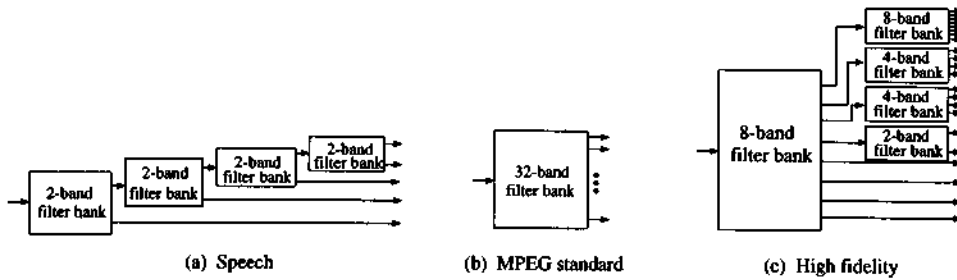 2-band
filter bank
2-band
filter bank
2-band
filter bank
2-band
filter bank
(a) Speech
32-band
filter bank
(b) MPEG standard
8-band
filter bank
8-band
filter bank
4-band
filter bank
4-band
filter bank
2-band
filter bank
(c) High fidelity